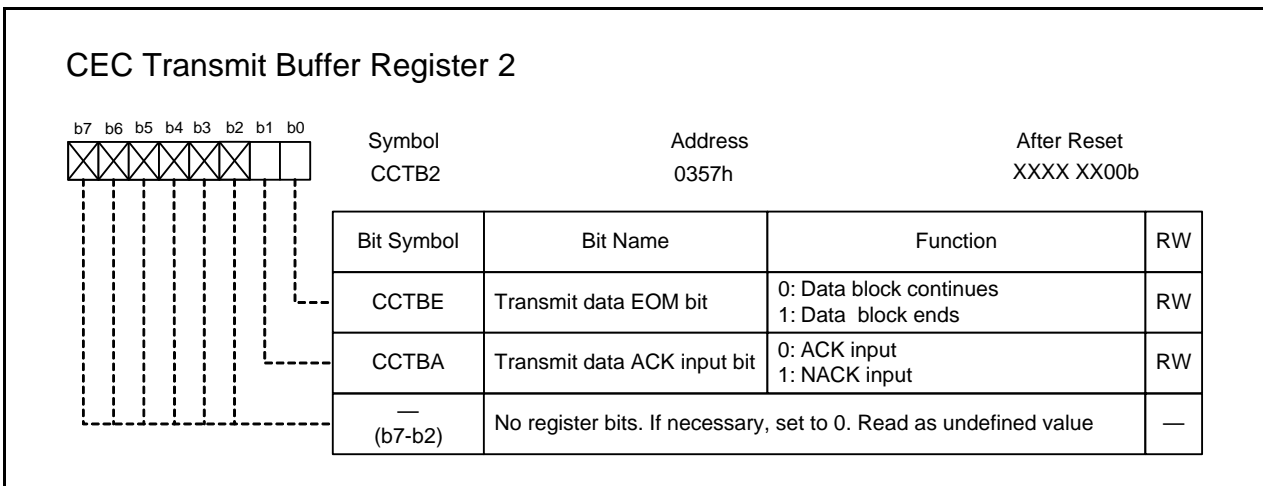 CEC Transmit Buffer Register 2
b7 b6 b5 b4 b3 b2 b1 b0
Symbol Address After Reset
CCTB2 0357h XXXX XX00b
Bit Symbol Bit Name Function RW
CCTBE Transmit data EOM bit 0: Data block continues
1: Data block ends RW
CCTBA Transmit data ACK input bit 0: ACK input
1: NACK input RW
—
(b7-b2) No register bits. If necessary, set to 0. Read as undefined value —